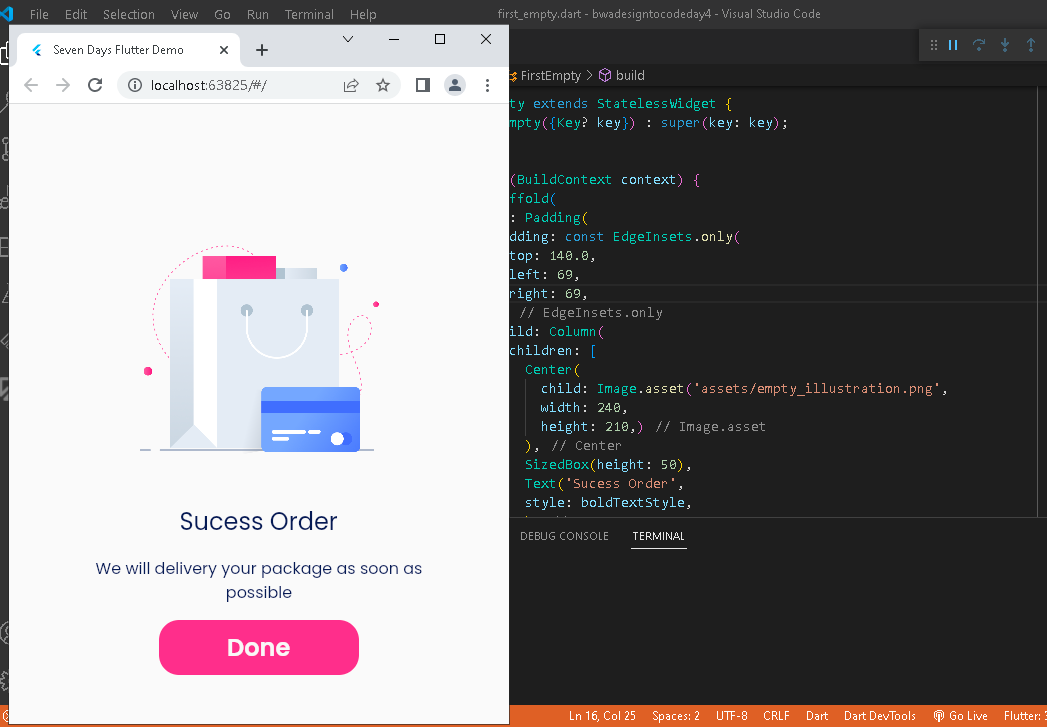 File Edit Selection View Go Run Terminal Help first_empty.dart - bwadesigntocodeday4 - Visual Studio Code
Seven Days Flutter Demo
localhost:63825/#/
FirstEmpty > build
ty extends StatelessWidget {
mpty({Key? key}) : super(key: key);
(BuildContext context) {
ffold(
: Padding(
dding: const EdgeInsets.only(
top: 140.0,
left: 69,
right: 69,
// EdgeInsets.only
ild: Column(
children: [
Center(
child: Image.asset('assets/empty_illustration.png',
width: 240,
height: 210,) // Image.asset
), // Center
SizedBox(height: 50),
Text('Sucess Order',
style: boldTextStyle,
DEBUG CONSOLE TERMINAL
Sucess Order
We will delivery your package as soon as
possible
Done
Ln 16, Col 25 Spaces: 2 UTF-8 CRLF Dart Dart DevTools Go Live Flutter: